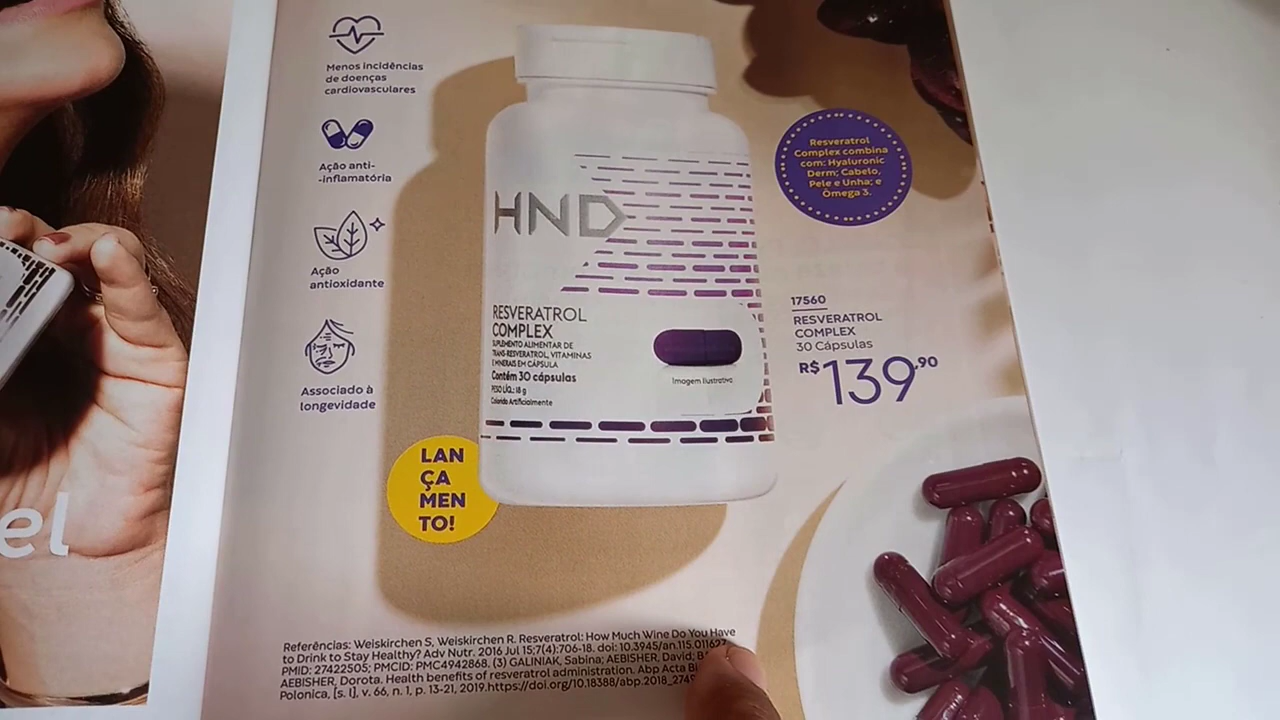 Menos incidências
de doenças
cardiovasculares
Ação anti-
-inflamatória
Ação
antioxidante
Associado à
longevidade
HND
RESVERATROL
COMPLEX
SUPLEMENTO ALIMENTAR DE
TRANS-RESVERATROL, VITAMINAS
E MINERAIS EM CÁPSULA
Contém 30 cápsulas
PESO LÍQ.: 18 g
Colorido Artificialmente
Imagem ilustrativa
Resveratrol
Complex combina
com: Hyaluronic
Derm; Cabelo,
Pele e Unha; e
Ômega 3.
17560
RESVERATROL
COMPLEX
30 Cápsulas
R$139,90
LAN
ÇA
MEN
TO!
el
Referências: Weiskirchen S, Weiskirchen R. Resveratrol: How Much Wine Do You Have
to Drink to Stay Healthy? Adv Nutr. 2016 Jul 15;7(4):706-18. doi: 10.3945/an.115.011627.
PMID: 27422505; PMCID: PMC4942868. (3) GALINIAK, Sabina; AEBISHER, David;
AEBISHER, Dorota. Health benefits of resveratrol administration. Abp Acta
Polonica, [s. l], v. 66, n. 1, p. 13-21, 2019.https://doi.org/10.18388/abp.2018_274